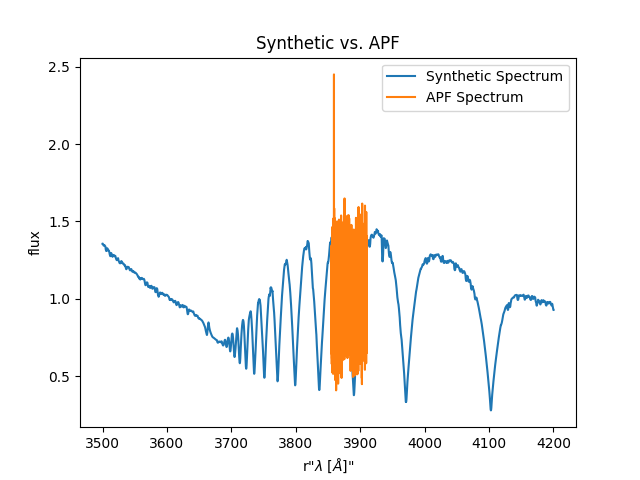 Synthetic vs. APF
Synthetic Spectrum
APF Spectrum
2.5
2.0
1.5
1.0
0.5
flux
3500 3600 3700 3800 3900 4000 4100 4200
r"λ [Å]"